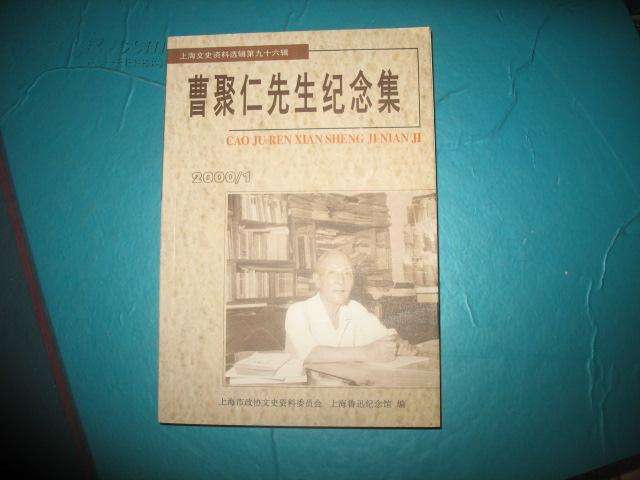 上海文史资料选辑第九十六辑
曹聚仁先生纪念集
CAO JU-REN XIAN SHENG JI NIAN JI
2000/1
上海市政协文史资料委员会 上海鲁迅纪念馆 编